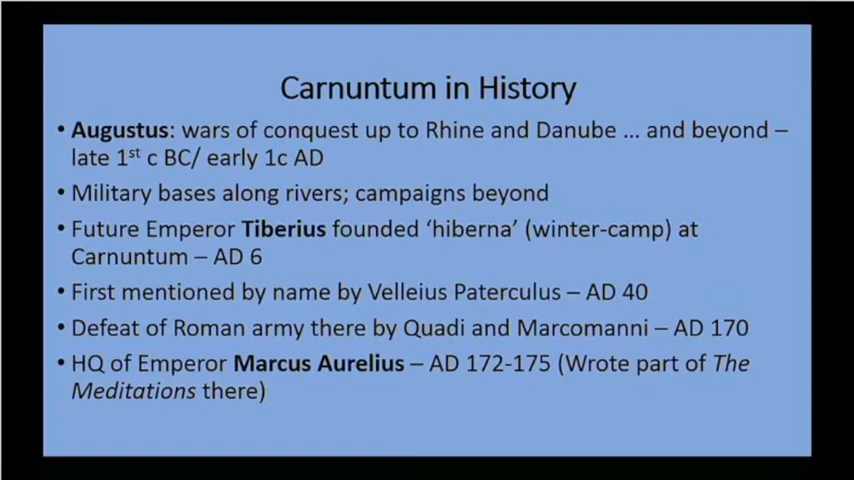 Carnuntum in History
• Augustus: wars of conquest up to Rhine and Danube … and beyond –
late 1st c BC/ early 1c AD
• Military bases along rivers; campaigns beyond
• Future Emperor Tiberius founded ‘hiberna’ (winter-camp) at
Carnuntum – AD 6
• First mentioned by name by Velleius Paterculus – AD 40
• Defeat of Roman army there by Quadi and Marcomanni – AD 170
• HQ of Emperor Marcus Aurelius – AD 172-175 (Wrote part of The
Meditations there)